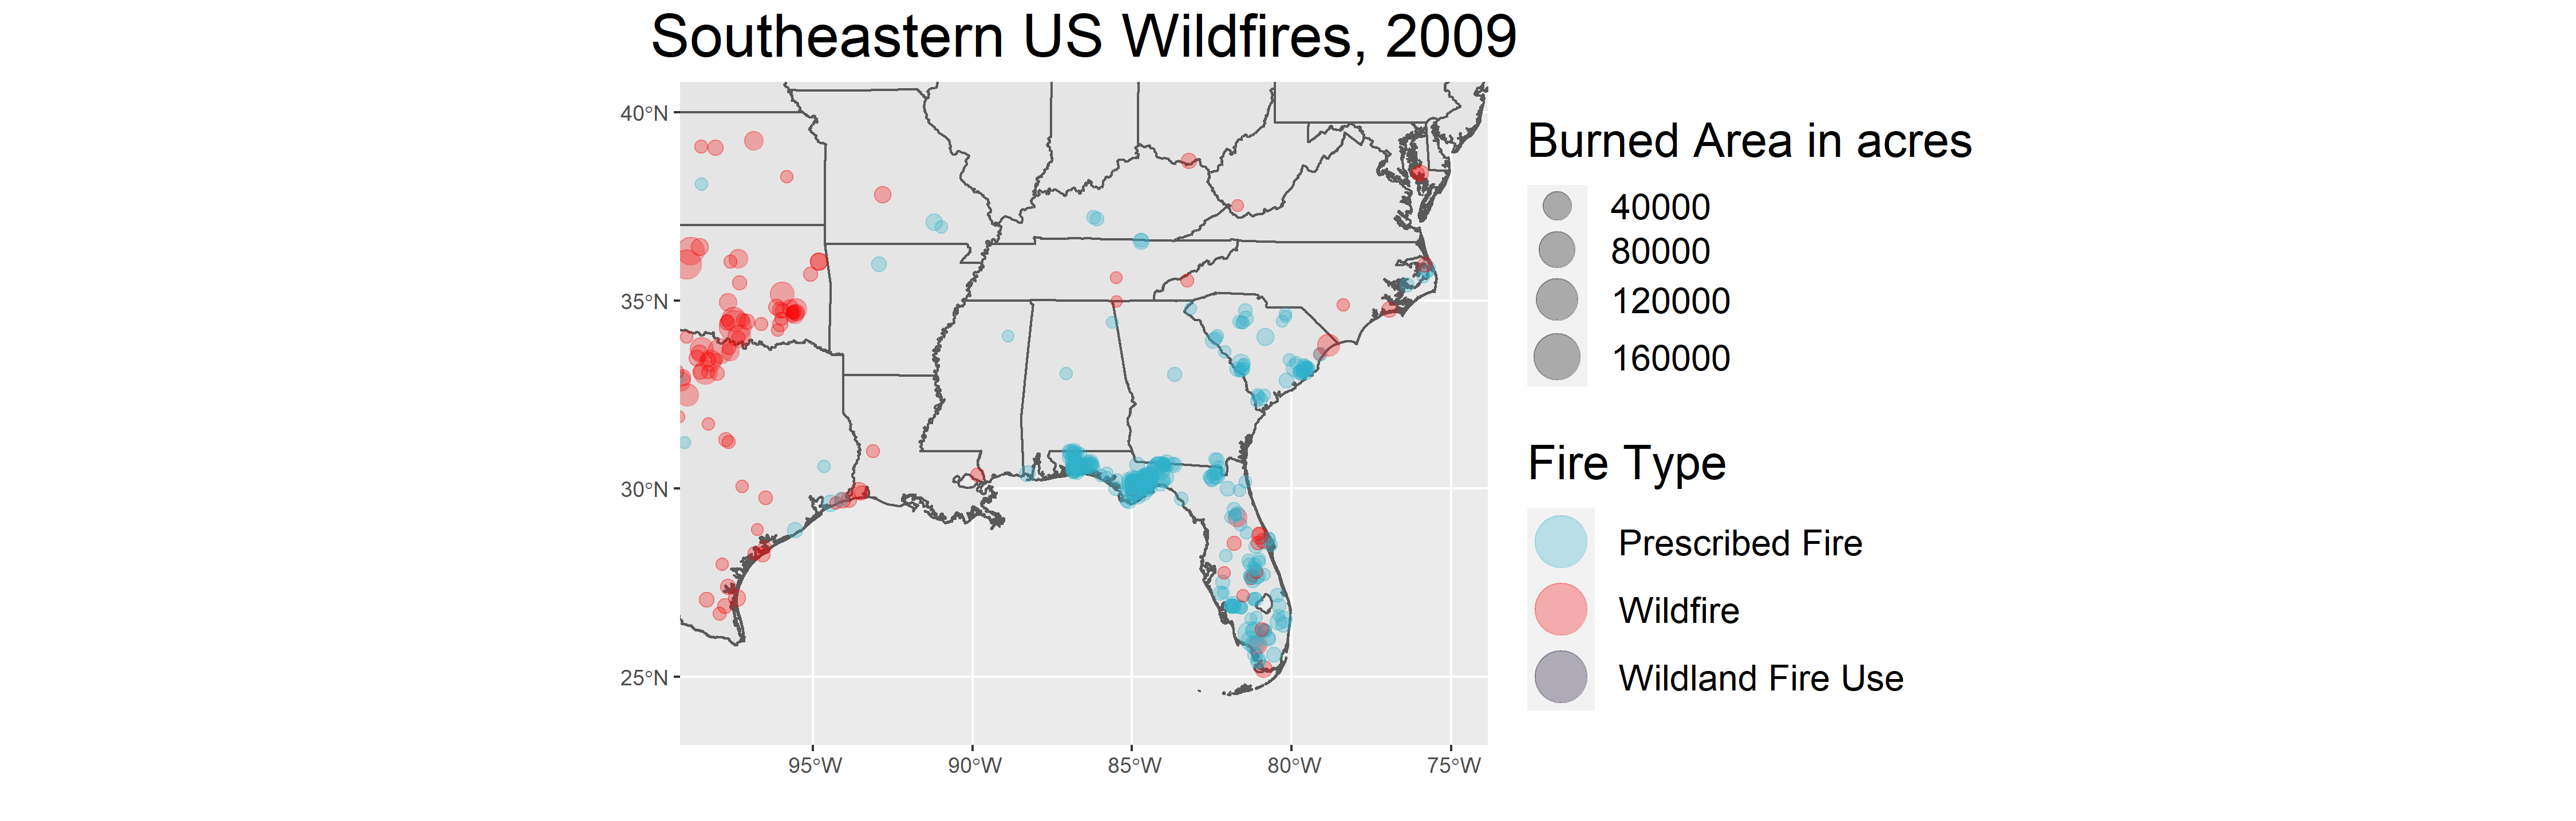 Southeastern US Wildfires, 2009
40°N
35°N
30°N
25°N
95°W
90°W
85°W
80°W
75°W
Burned Area in acres
40000
80000
120000
160000
Fire Type
Prescribed Fire
Wildfire
Wildland Fire Use